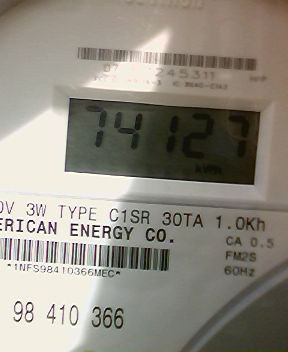 245311
74127
kWh
0V 3W TYPE C1SR 30TA 1.0Kh
ERICAN ENERGY CO.
CA 0.5
FM2S
*1NFS98410366MEC*
60Hz
98 410 366